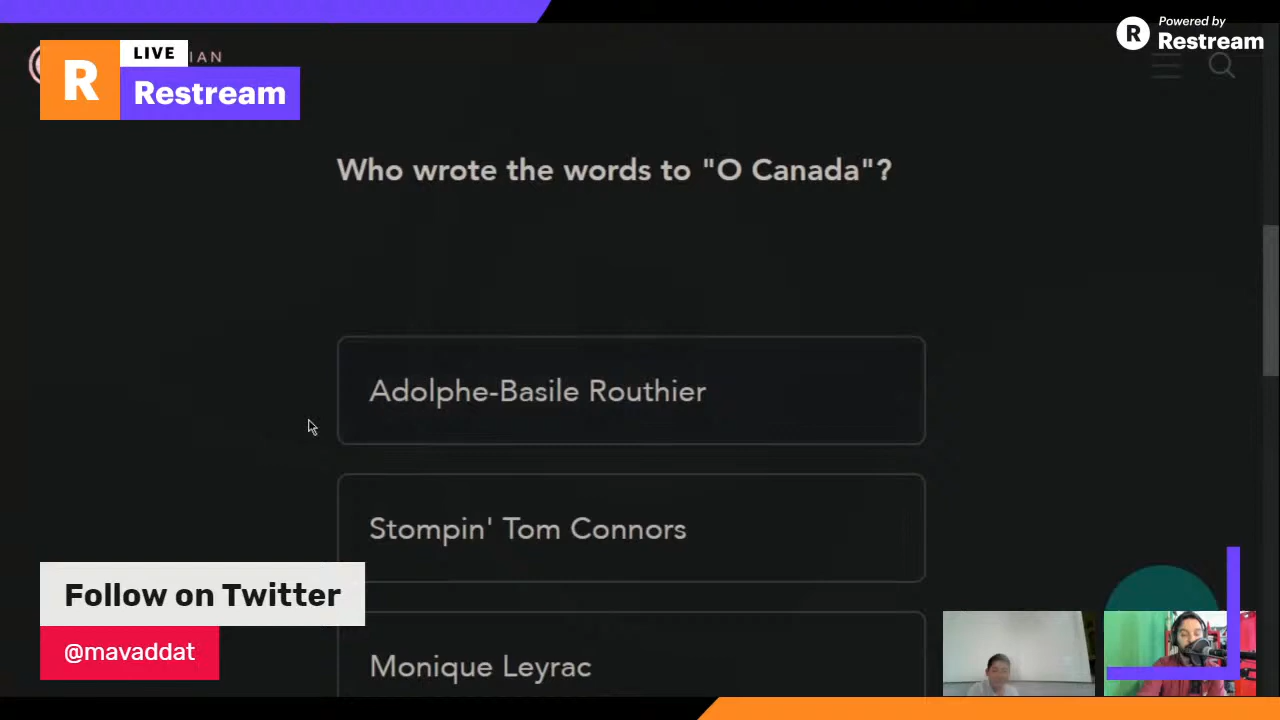 Powered by
R Restream
IAN
R
LIVE
Restream
Who wrote the words to "O Canada"?
Adolphe-Basile Routhier
Stompin' Tom Connors
Monique Leyrac
Follow on Twitter
@mavaddat